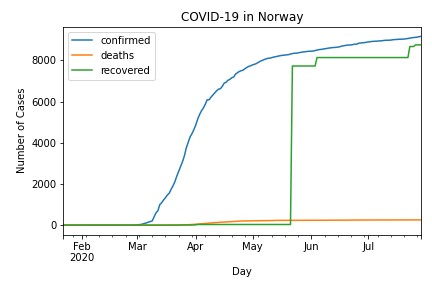 COVID-19 in Norway
confirmed
deaths
recovered
Number of Cases
8000
6000
4000
2000
0
Feb Mar Apr May Jun Jul
2020
Day